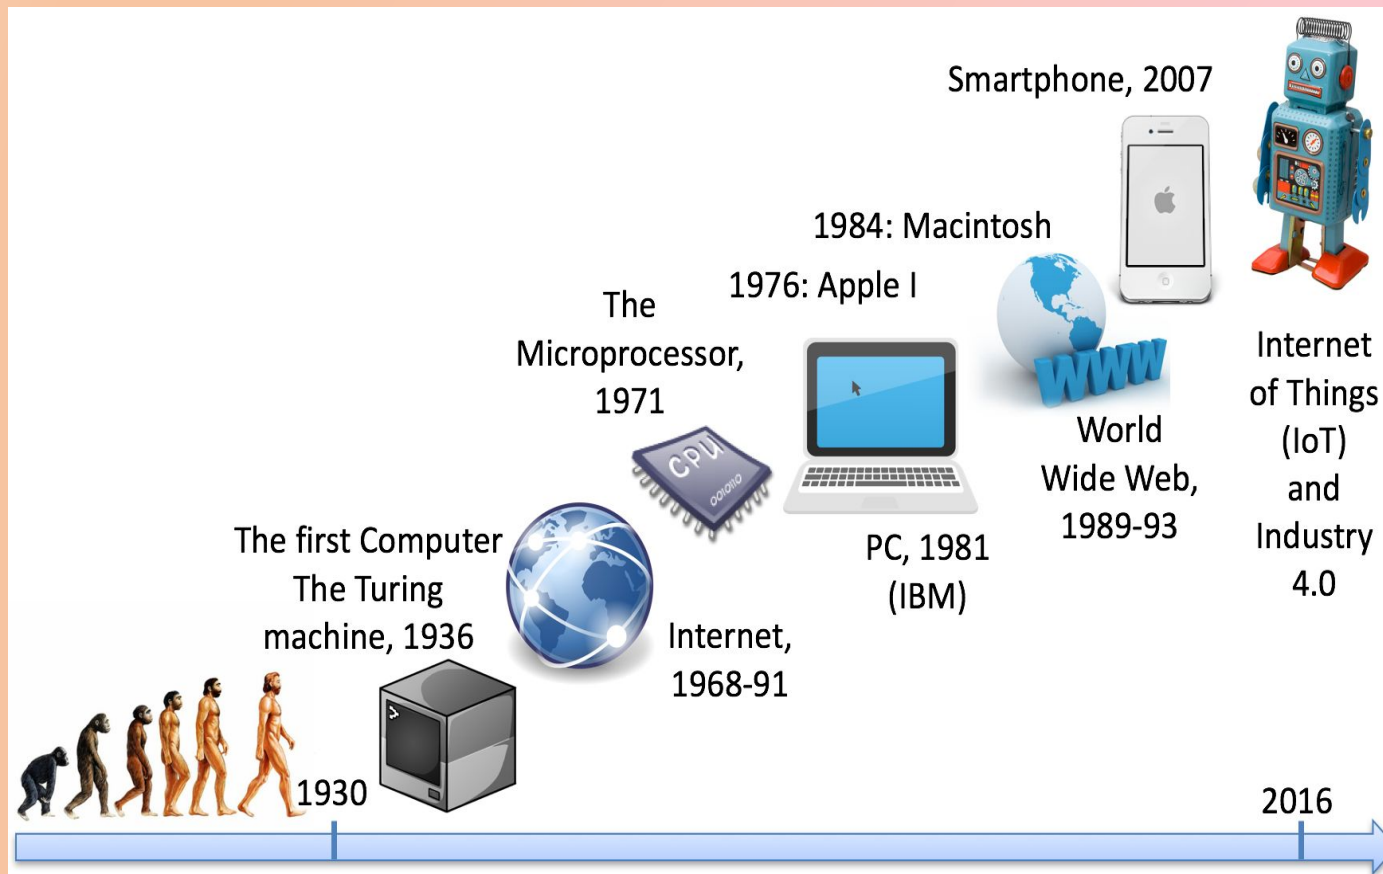 Smartphone, 2007
1984: Macintosh
1976: Apple I
The
Microprocessor,
1971
CPU
0010110
WWW
Internet
of Things
(IoT)
and
Industry
4.0
World
Wide Web,
1989-93
PC, 1981
(IBM)
The first Computer
The Turing
machine, 1936
Internet,
1968-91
>
1930
2016